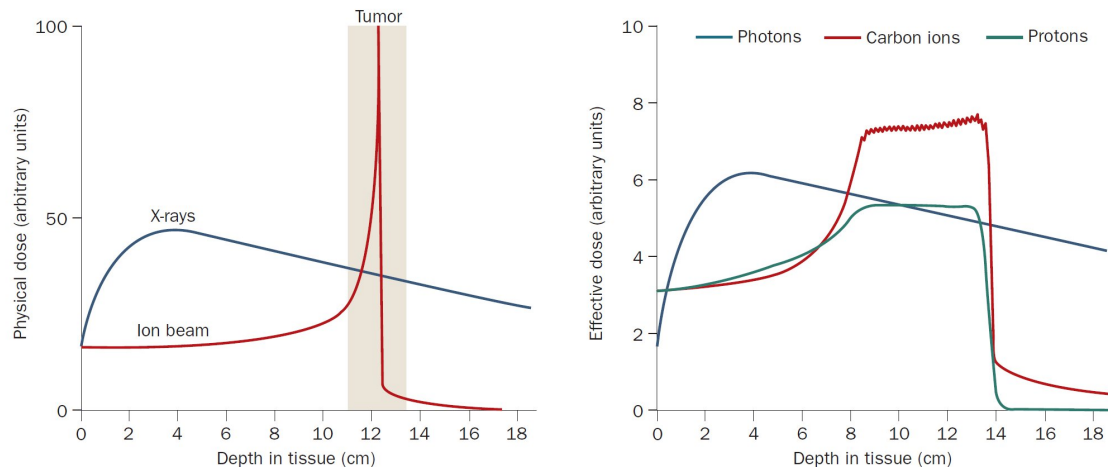 Tumor
100
50
0
Physical dose (arbitrary units)
X-rays
Ion beam
0 2 4 6 8 10 12 14 16 18
Depth in tissue (cm)
Photons Carbon ions Protons
10
8
6
4
2
0
Effective dose (arbitrary units)
0 2 4 6 8 10 12 14 16 18
Depth in tissue (cm)